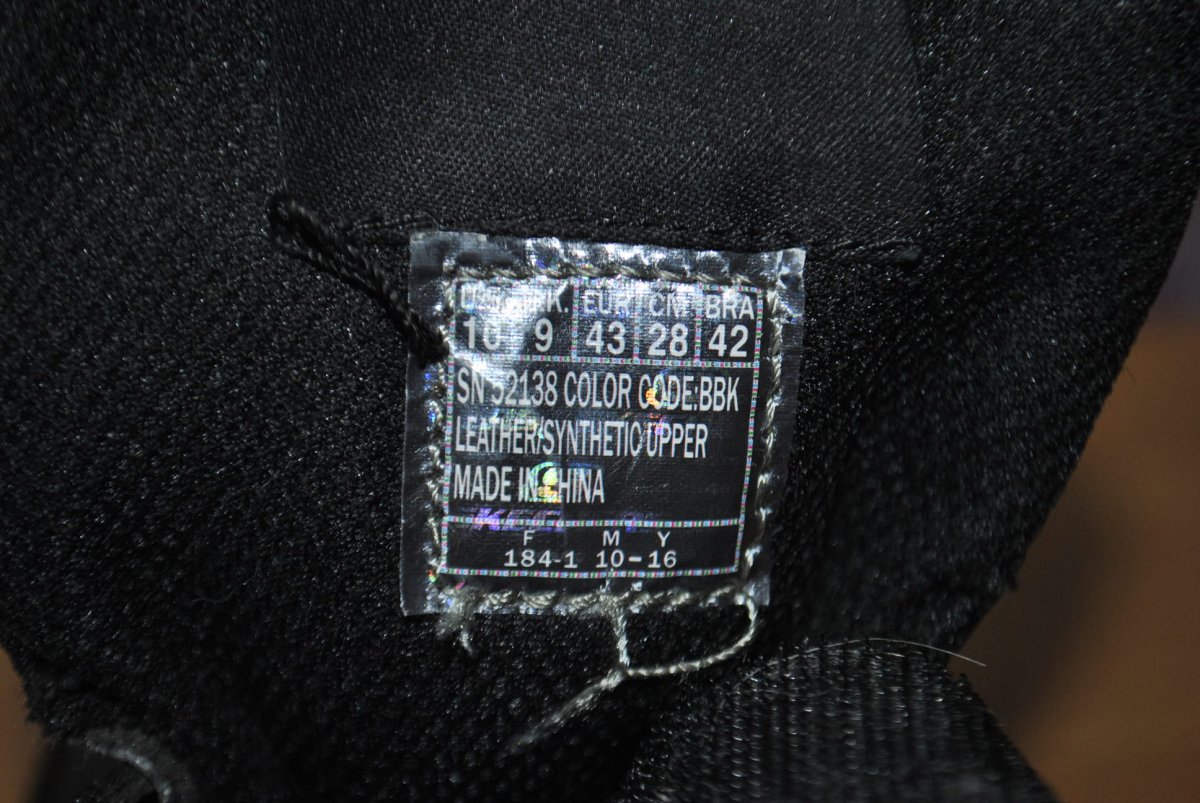 U.S. U.K. EUR CM BRA
10 9 43 28 42
SN 52138 COLOR CODE:BBK
LEATHER/SYNTHETIC UPPER
MADE IN CHINA
F M Y
184-1 10-16